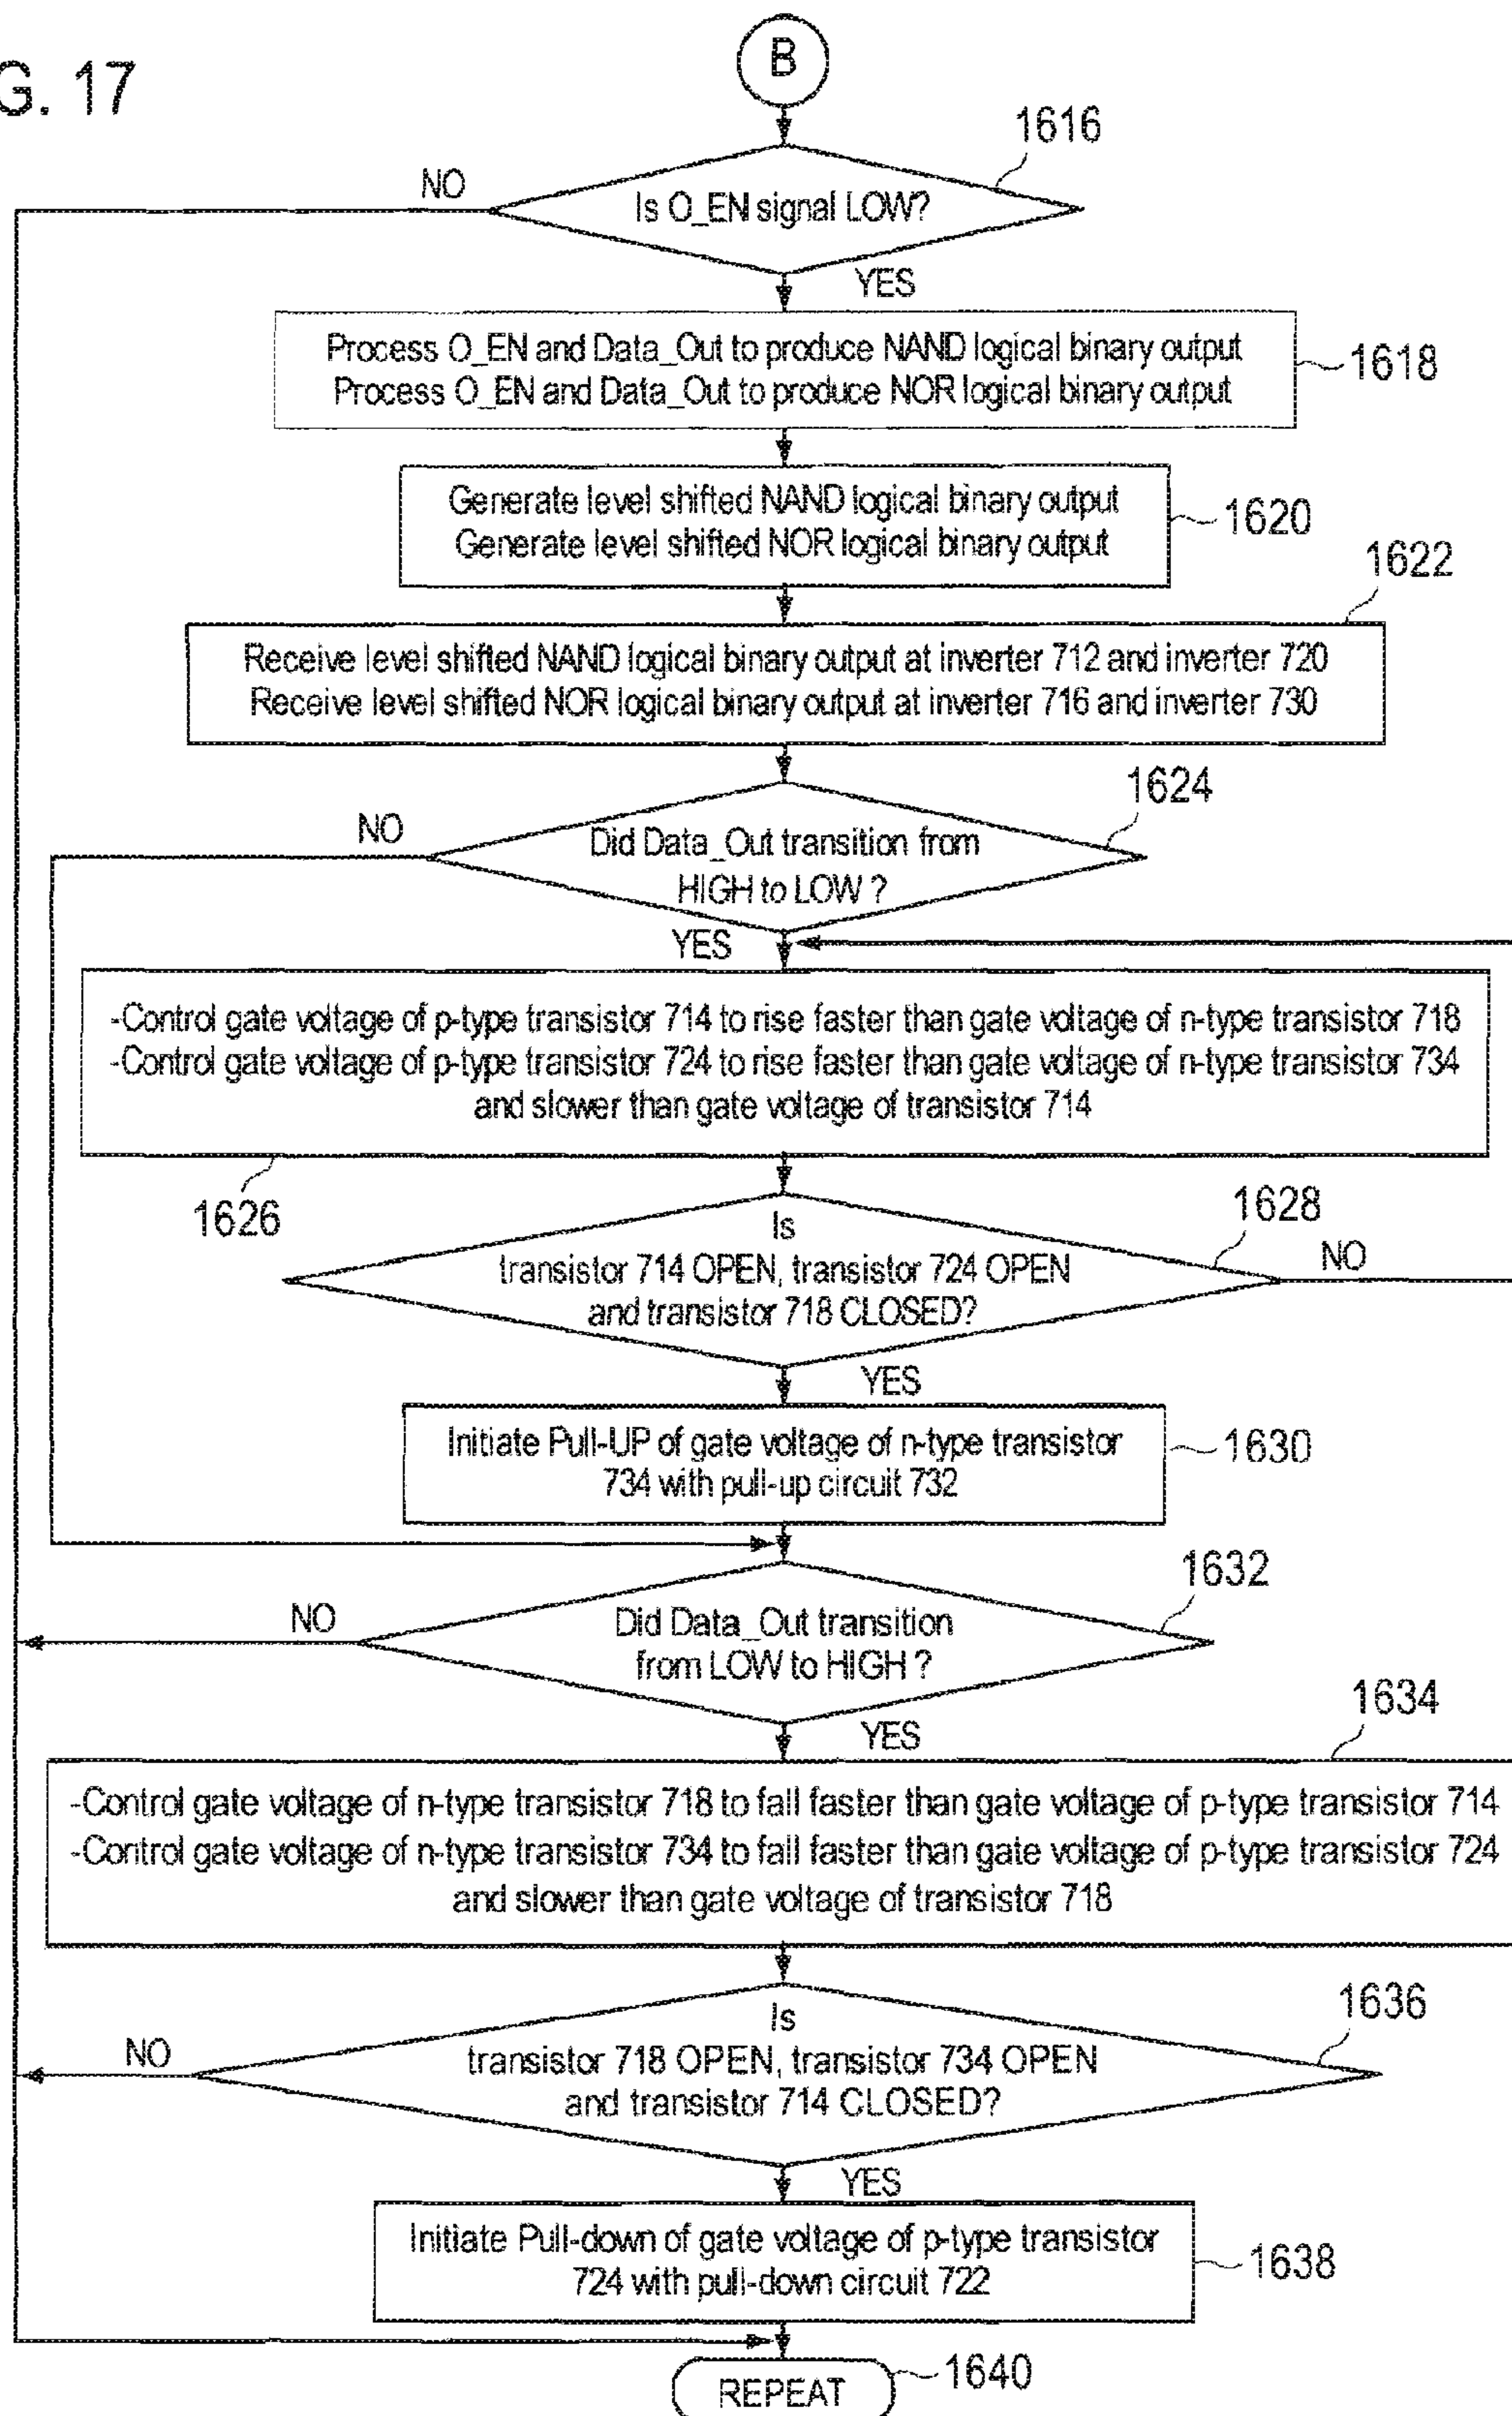 G. 17
B
1616
NO
Is O_EN signal LOW?
YES
Process O_EN and Data_Out to produce NAND logical binary output
Process O_EN and Data_Out to produce NOR logical binary output
1618
Generate level shifted NAND logical binary output
Generate level shifted NOR logical binary output
1620
1622
Receive level shifted NAND logical binary output at inverter 712 and inverter 720
Receive level shifted NOR logical binary output at inverter 716 and inverter 730
1624
NO
Did Data_Out transition from
HIGH to LOW ?
YES
-Control gate voltage of p-type transistor 714 to rise faster than gate voltage of n-type transistor 718
-Control gate voltage of p-type transistor 724 to rise faster than gate voltage of n-type transistor 734
and slower than gate voltage of transistor 714
1626
1628
Is
transistor 714 OPEN, transistor 724 OPEN
and transistor 718 CLOSED?
NO
YES
Initiate Pull-UP of gate voltage of n-type transistor
734 with pull-up circuit 732
1630
1632
NO
Did Data_Out transition
from LOW to HIGH ?
YES
1634
-Control gate voltage of n-type transistor 718 to fall faster than gate voltage of p-type transistor 714
-Control gate voltage of n-type transistor 734 to fall faster than gate voltage of p-type transistor 724
and slower than gate voltage of transistor 718
1636
NO
Is
transistor 718 OPEN, transistor 734 OPEN
and transistor 714 CLOSED?
YES
Initiate Pull-down of gate voltage of p-type transistor
724 with pull-down circuit 722
1638
REPEAT
1640